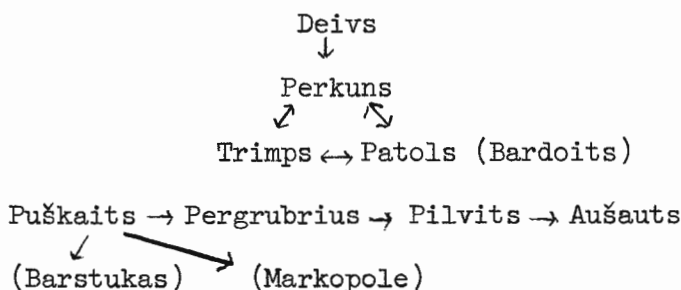 Deivs
↓
Perkuns
Trimps ↔ Patols (Bardoits)
Puškaits → Pergrubrius → Pilvits → Aušauts
(Barstukas) (Markopole)